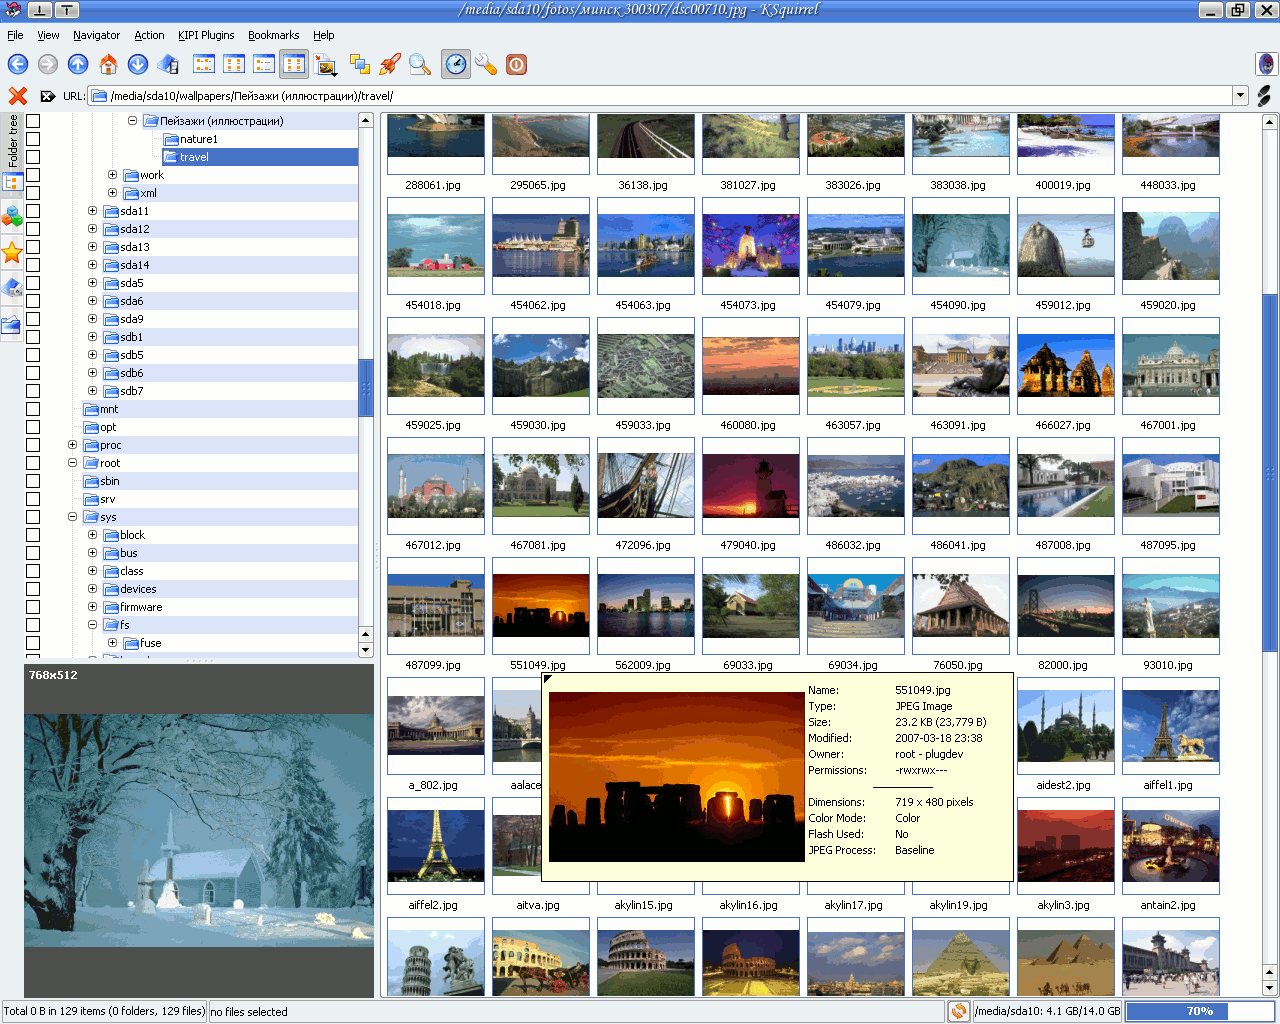 /media/sda10/fotos/минск 300307/dsc00710.jpg - KSquirrel
File View Navigator Action KIPI Plugins Bookmarks Help
URL: /media/sda10/wallpapers/Пейзажи (иллюстрации)/travel/
Folder tree
Пейзажи (иллюстрации)
nature1
travel
work
xml
sda11
sda12
sda13
sda14
sda5
sda6
sda9
sdb1
sdb5
sdb6
sdb7
mnt
opt
proc
root
sbin
srv
sys
block
bus
class
devices
firmware
fs
fuse
768x512
288061.jpg 295065.jpg 36138.jpg 381027.jpg 383026.jpg 383038.jpg 400019.jpg 448033.jpg
454018.jpg 454062.jpg 454063.jpg 454073.jpg 454079.jpg 454090.jpg 459012.jpg 459020.jpg
459025.jpg 459030.jpg 459033.jpg 460080.jpg 463057.jpg 463091.jpg 466027.jpg 467001.jpg
467012.jpg 467081.jpg 472096.jpg 479040.jpg 486032.jpg 486041.jpg 487008.jpg 487095.jpg
487099.jpg 551049.jpg 562009.jpg 69033.jpg 69034.jpg 76050.jpg 82000.jpg 93010.jpg
a_802.jpg aalace aidest2.jpg aiffel1.jpg
Name: 551049.jpg
Type: JPEG Image
Size: 23.2 KB (23,779 B)
Modified: 2007-03-18 23:38
Owner: root - plugdev
Permissions: -rwxrwx---
Dimensions: 719 x 480 pixels
Color Mode: Color
Flash Used: No
JPEG Process: Baseline
aiffel2.jpg aitva.jpg akylin15.jpg akylin16.jpg akylin17.jpg akylin19.jpg akylin3.jpg antain2.jpg
Total 0 B in 129 items (0 folders, 129 files) no files selected /media/sda10: 4.1 GB/14.0 GB 70%